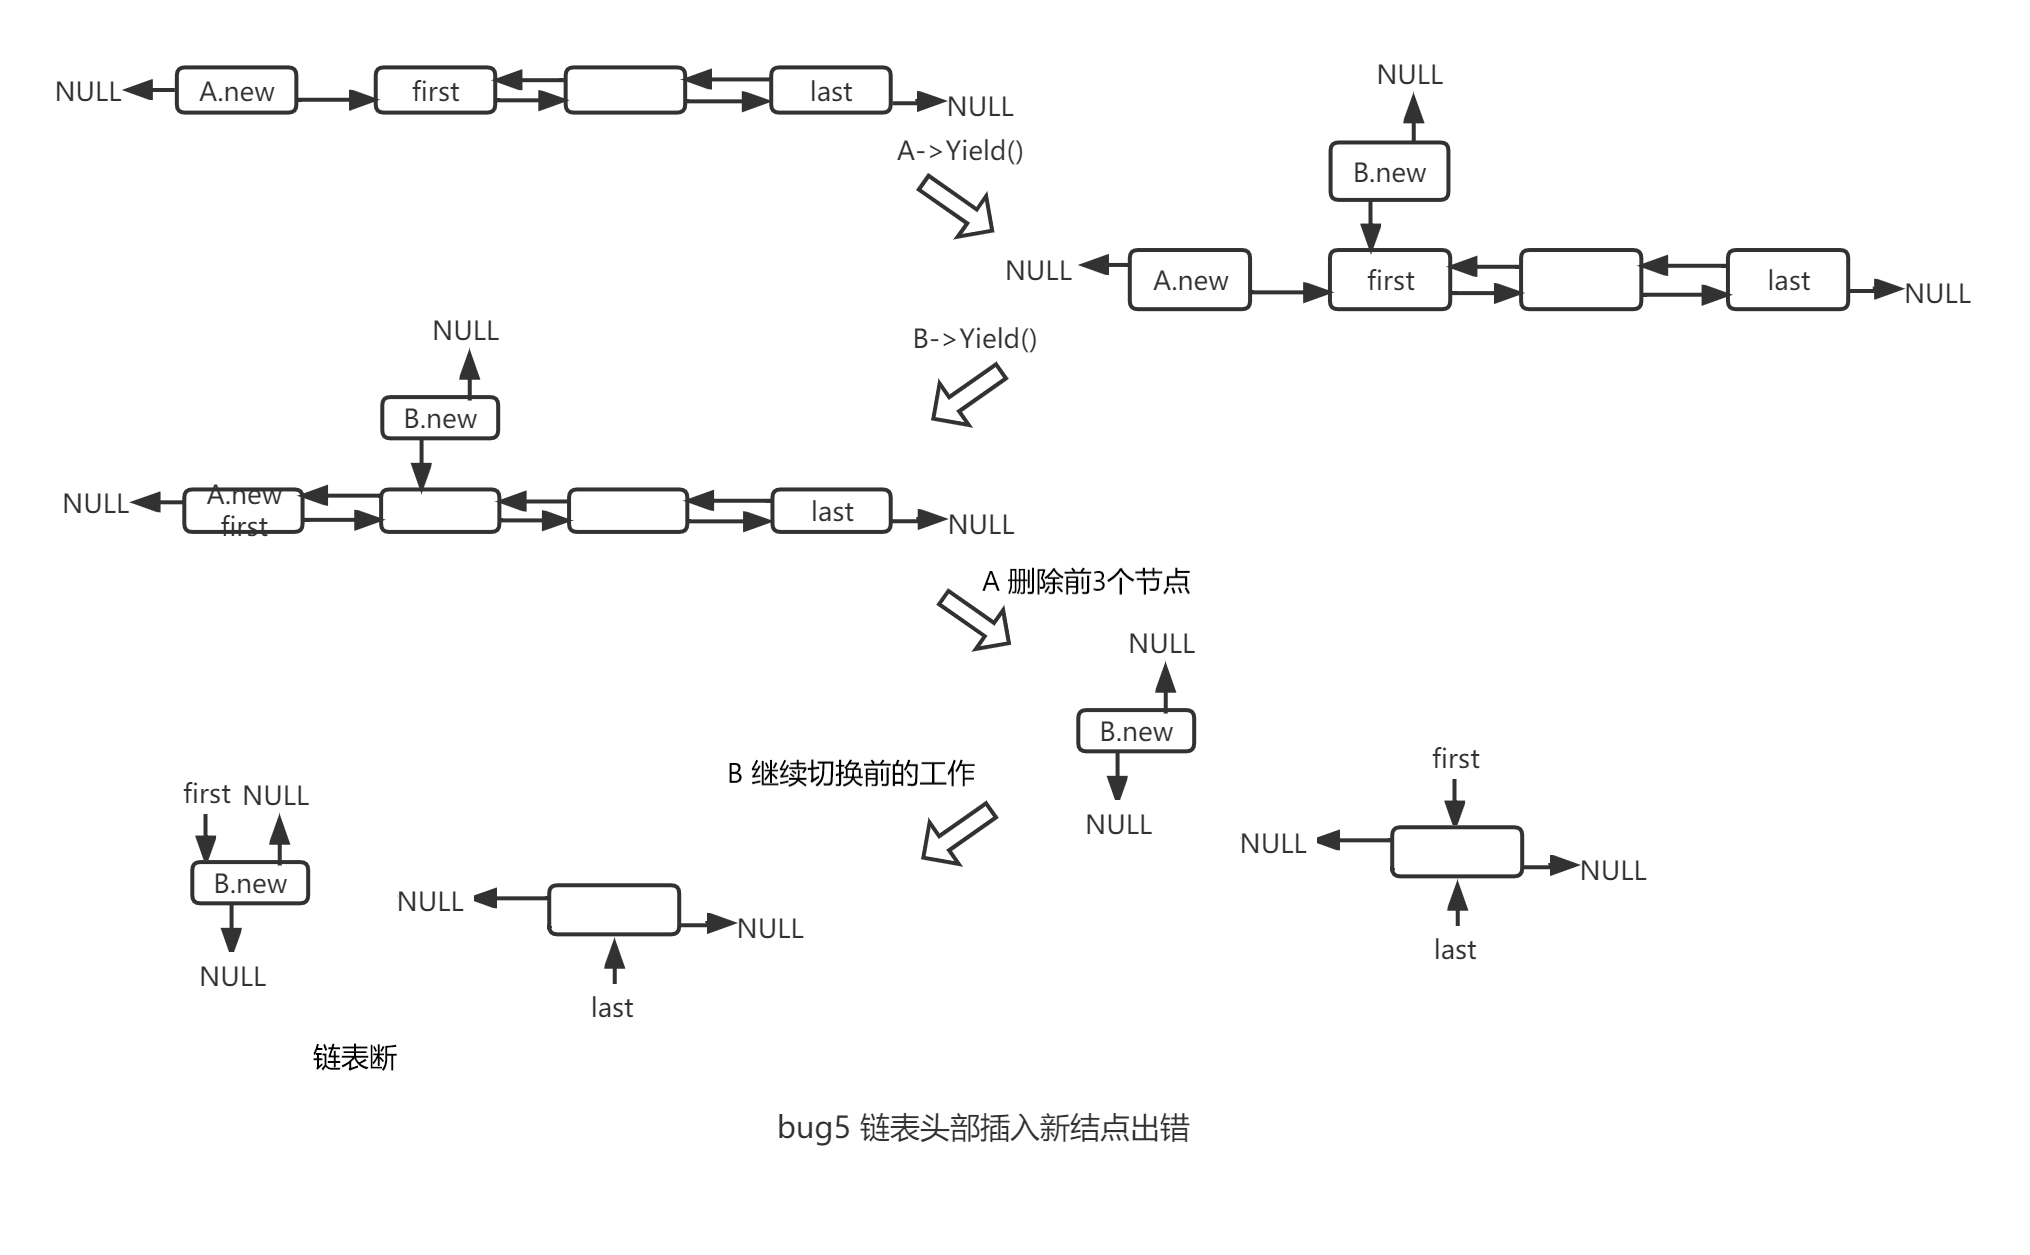 NULL
A.new
first
last
NULL
A->Yield()
NULL
B.new
NULL
A.new
first
last
NULL
B->Yield()
NULL
B.new
NULL
A.new
first
last
NULL
A 删除前3个节点
NULL
B.new
NULL
first
NULL
NULL
last
B 继续切换前的工作
first NULL
B.new
NULL
NULL
NULL
last
链表断
bug5 链表头部插入新结点出错